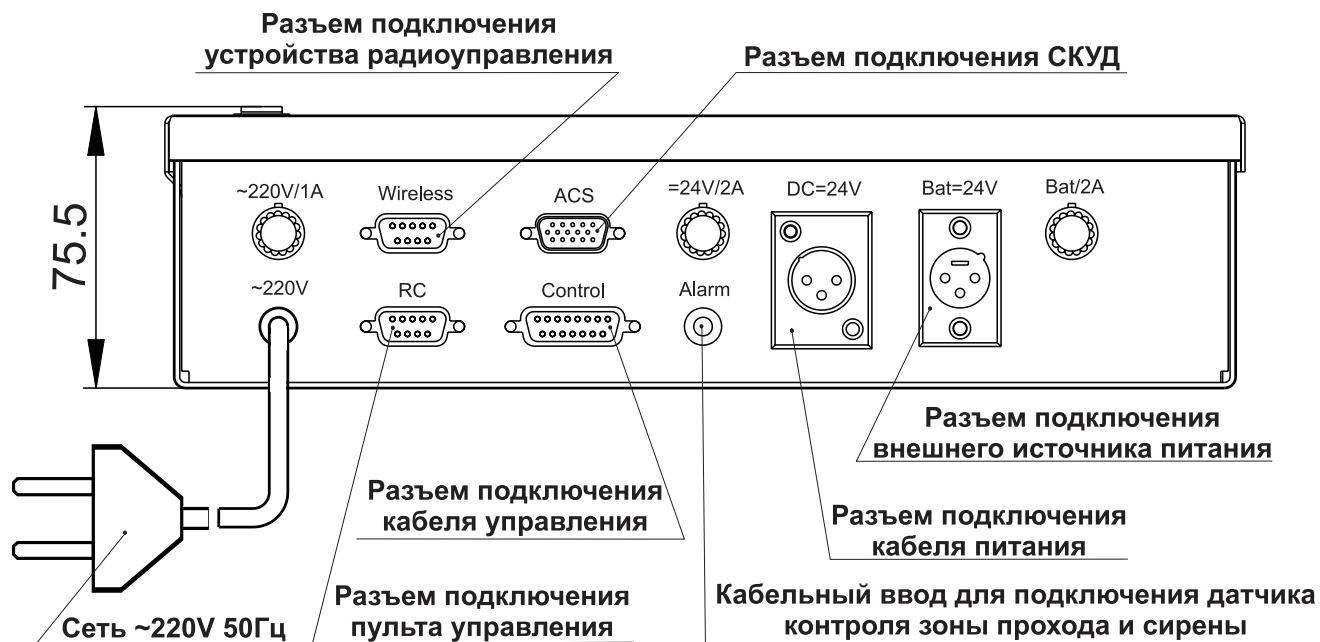 Разъем подключения
устройства радиоуправления
Разъем подключения СКУД
75.5
~220V/1A
Wireless
ACS
=24V/2A
DC=24V
Bat=24V
Bat/2A
~220V
RC
Control
Alarm
Разъем подключения
внешнего источника питания
Разъем подключения
кабеля управления
Разъем подключения
кабеля питания
Сеть ~220V 50Гц
Разъем подключения
пульта управления
Кабельный ввод для подключения датчика
контроля зоны прохода и сирены